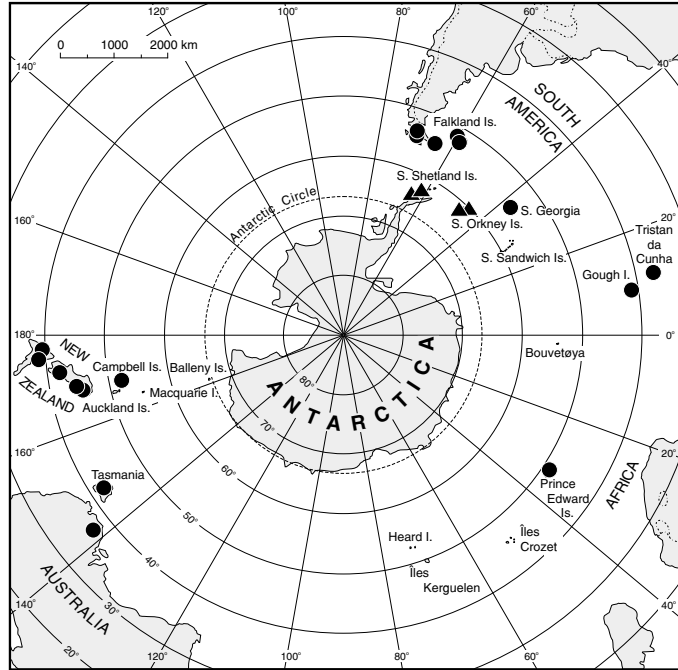 120°
100°
80°
60°
0 1000 2000 km
140°
40°
SOUTH
AMERICA
Falkland Is.
S. Shetland Is.
Antarctic Circle
160°
S. Georgia
20°
S. Orkney Is.
Tristan
da
Cunha
S. Sandwich Is.
Gough I.
180°
0°
NEW
ZEALAND
Campbell Is.
Balleny Is.
Bouvetøya
Macquarie I.
Auckland Is.
ANTARCTICA
80°
70°
160°
20°
Tasmania
60°
AFRICA
Prince
Edward
Is.
50°
Heard I.
Îles
Crozet
40°
Îles
Kerguelen
AUSTRALIA
30°
140°
40°
20°
120°
100°
80°
60°